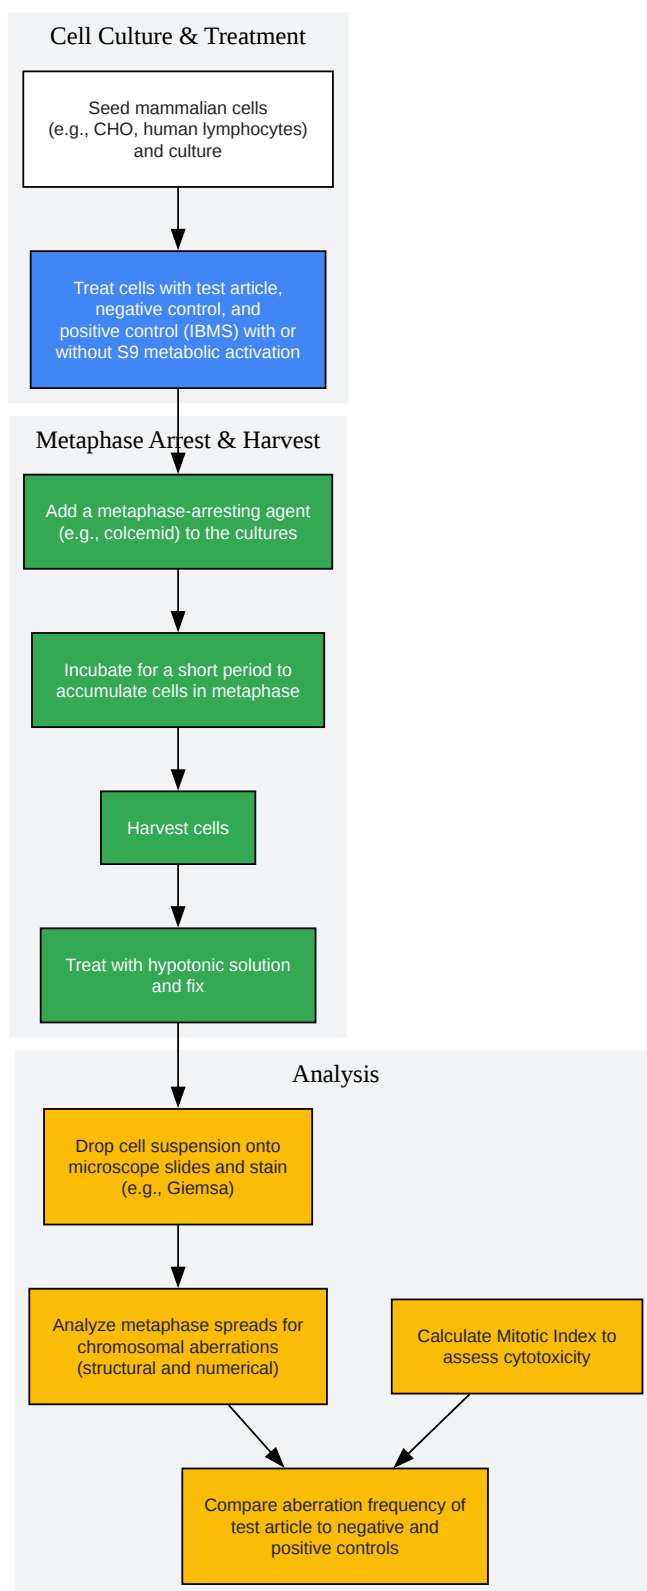 Cell Culture & Treatment
Seed mammalian cells
(e.g., CHO, human lymphocytes)
and culture
Treat cells with test article,
negative control, and
positive control (IBMS) with or
without S9 metabolic activation
Metaphase Arrest & Harvest
Add a metaphase-arresting agent
(e.g., colcemid) to the cultures
Incubate for a short period to
accumulate cells in metaphase
Harvest cells
Treat with hypotonic solution
and fix
Analysis
Drop cell suspension onto
microscope slides and stain
(e.g., Giemsa)
Analyze metaphase spreads for
chromosomal aberrations
(structural and numerical)
Calculate Mitotic Index to
assess cytotoxicity
Compare aberration frequency of
test article to negative and
positive controls